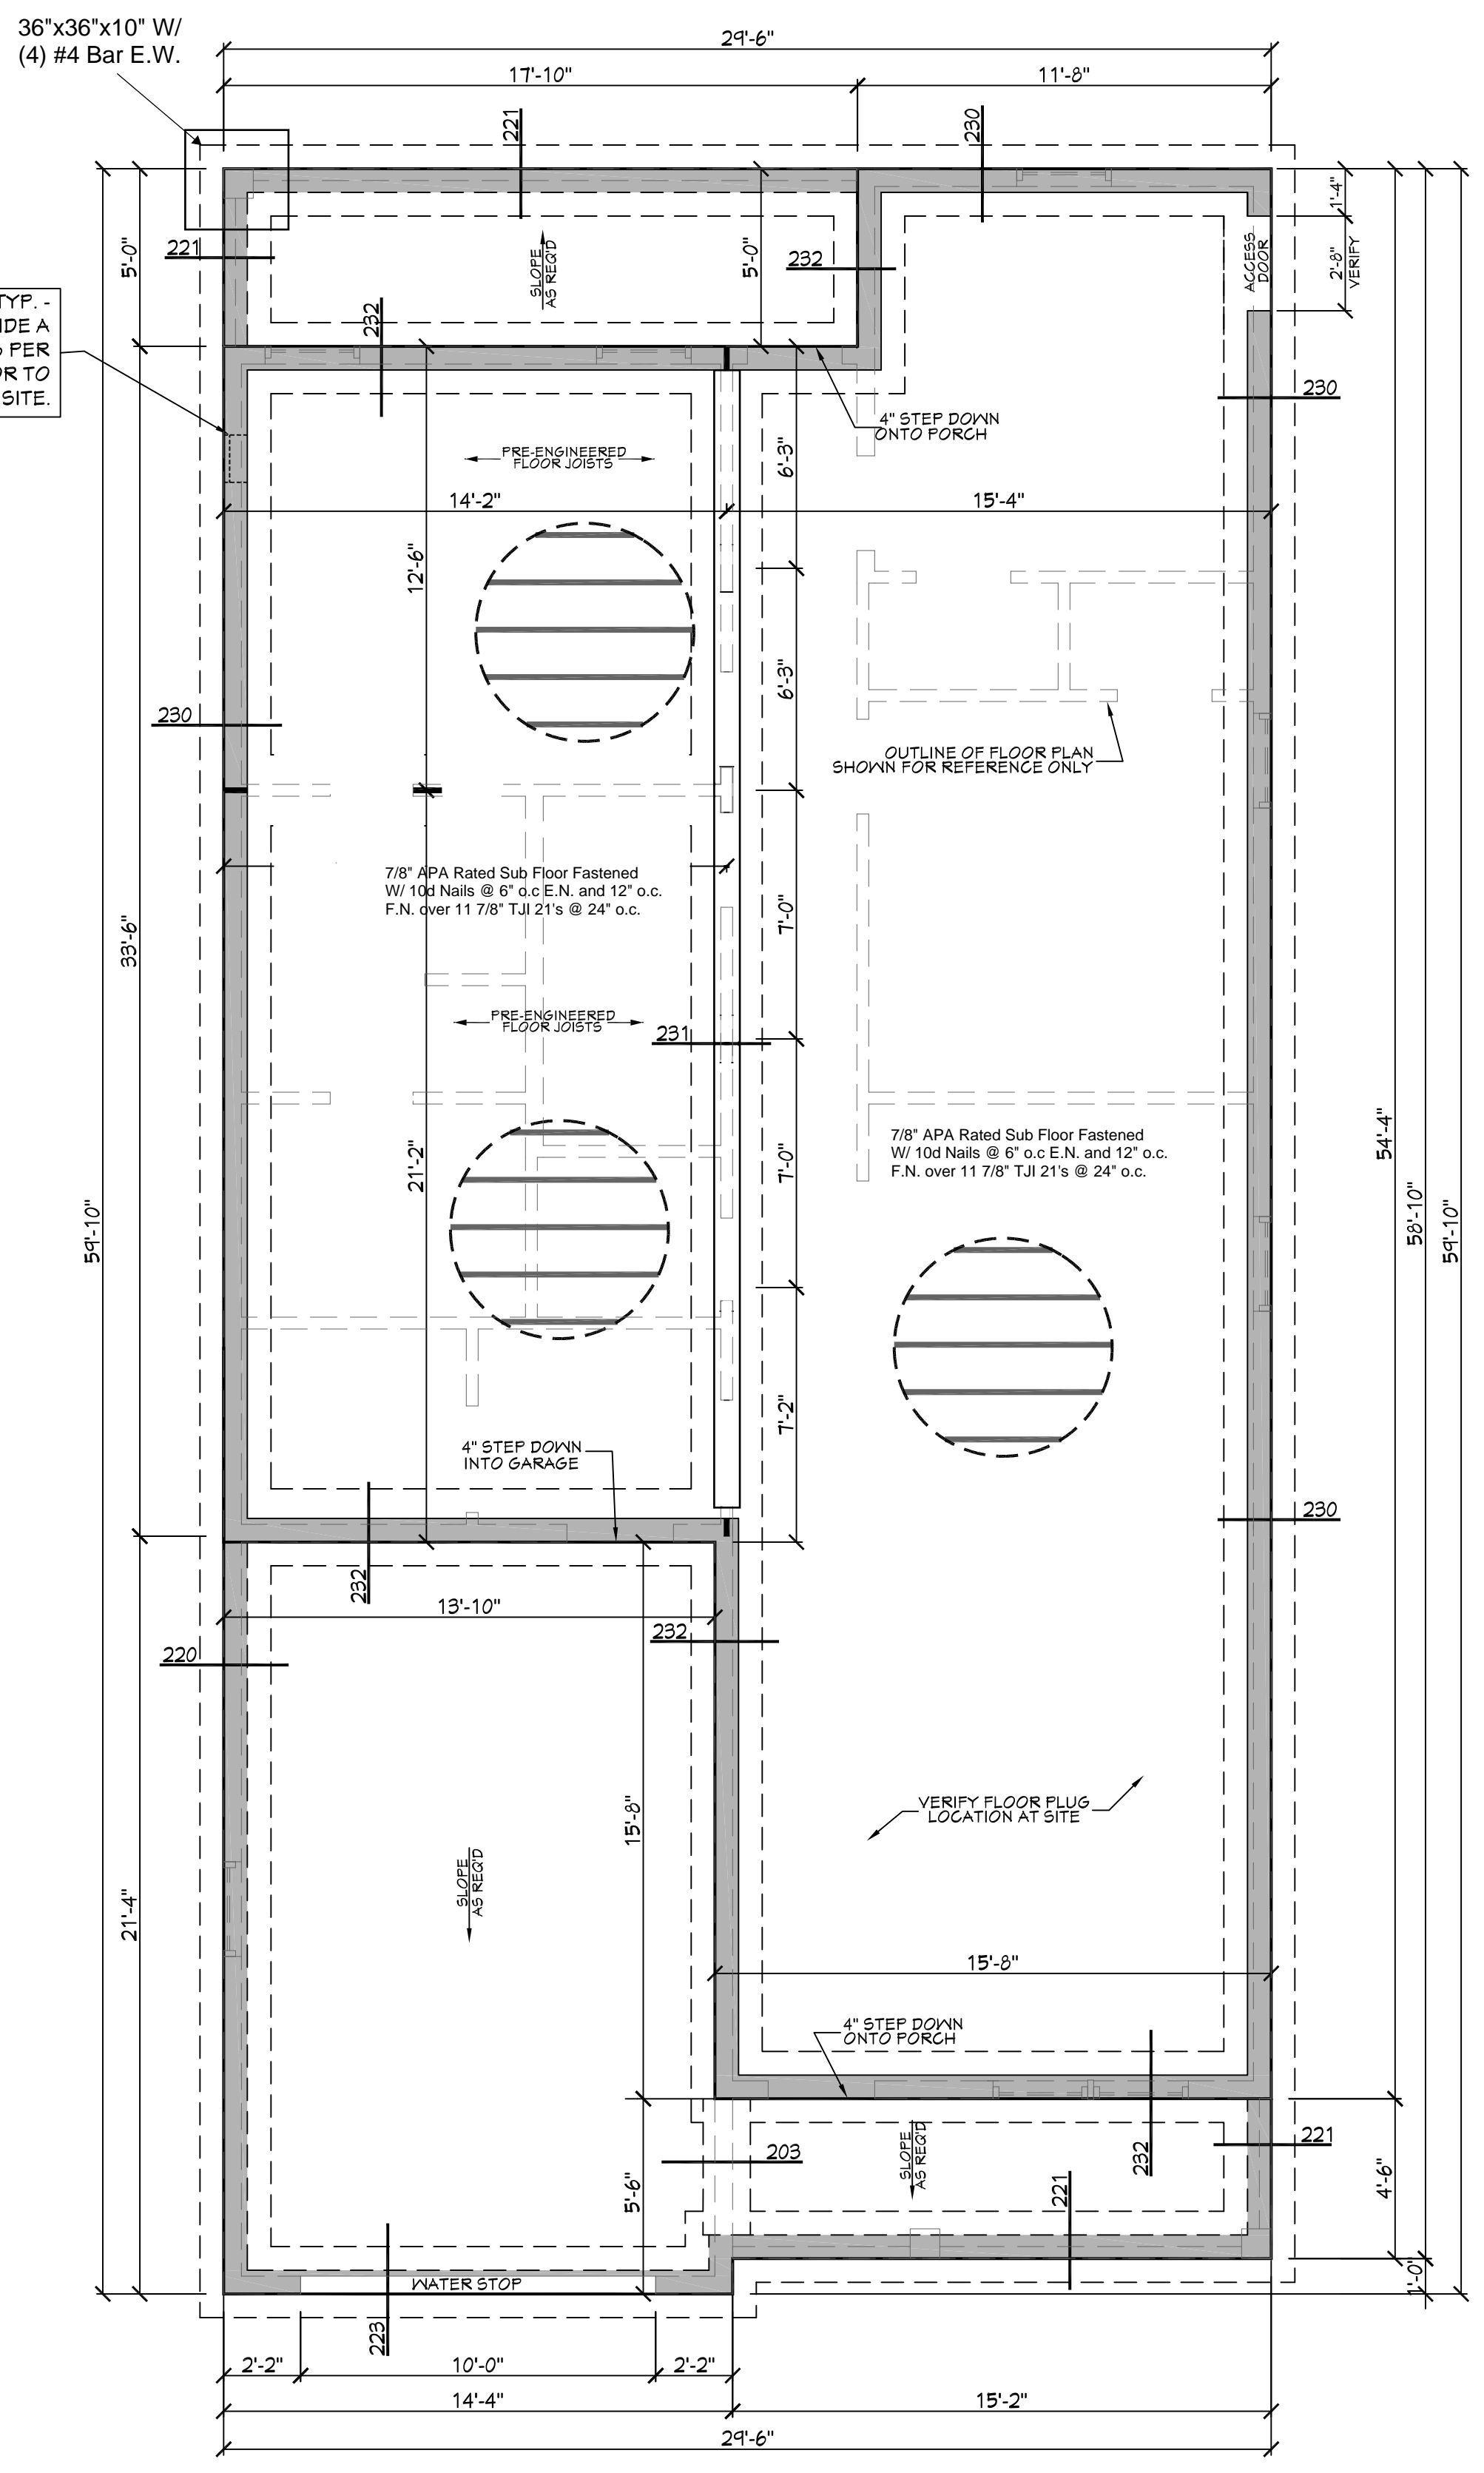 36"x36"x10" W/
(4) #4 Bar E.W.
29'-6"
17'-10"
11'-8"
221
230
5'-0"
221
SLOPE
AS REQ'D
5'-0"
232
ACCESS
DOOR
1'-4"
2'-8"
VERIFY
TYP. -
A
PER
TO
SITE.
232
230
4" STEP DOWN
ONTO PORCH
PRE-ENGINEERED
FLOOR JOISTS
6'-3"
14'-2"
15'-4"
12'-6"
6'-3"
230
OUTLINE OF FLOOR PLAN
SHOWN FOR REFERENCE ONLY
7/8" APA Rated Sub Floor Fastened
W/ 10d Nails @ 6" o.c E.N. and 12" o.c.
F.N. over 11 7/8" TJI 21's @ 24" o.c.
33'-6"
7'-0"
PRE-ENGINEERED
FLOOR JOISTS
231
7/8" APA Rated Sub Floor Fastened
W/ 10d Nails @ 6" o.c E.N. and 12" o.c.
F.N. over 11 7/8" TJI 21's @ 24" o.c.
54'-4"
59'-10"
21'-2"
7'-0"
58'-10"
59'-10"
7'-2"
4" STEP DOWN
INTO GARAGE
230
232
13'-10"
232
220
15'-8"
VERIFY FLOOR PLUG
LOCATION AT SITE
21'-4"
SLOPE
AS REQ'D
15'-8"
4" STEP DOWN
ONTO PORCH
203
SLOPE
AS REQ'D
232
221
5'-6"
221
4'-6"
1'-0"
WATER STOP
223
2'-2"
10'-0"
2'-2"
14'-4"
15'-2"
29'-6"